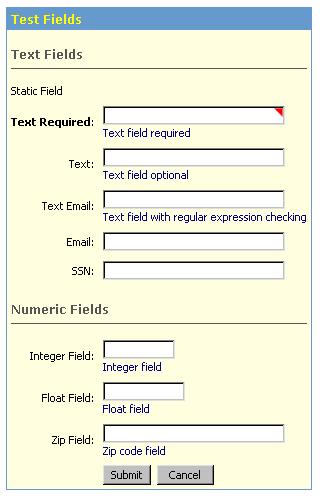 Test Fields
Text Fields
Static Field
Text Required:
Text field required
Text:
Text field optional
Text Email:
Text field with regular expression checking
Email:
SSN:
Numeric Fields
Integer Field:
Integer field
Float Field:
Float field
Zip Field:
Zip code field
Submit Cancel